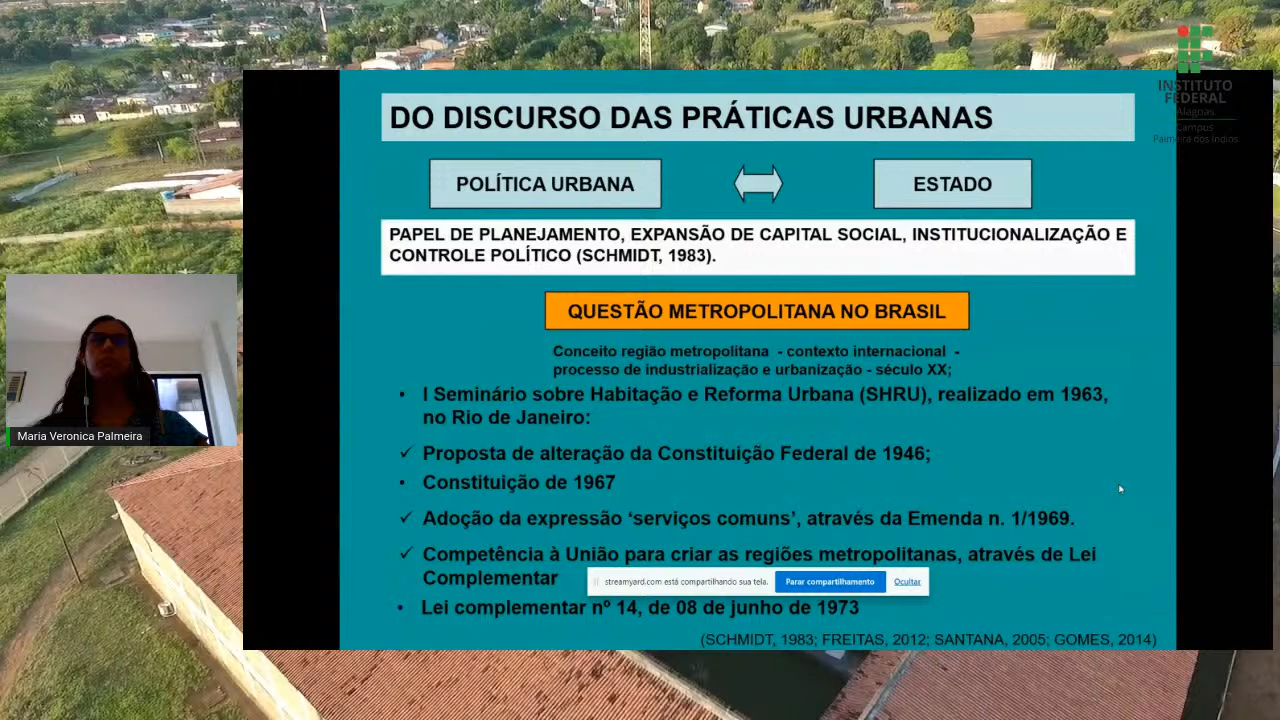 INSTITUTO
FEDERAL
Alagoas
Campus
Palmeira dos Índios
DO DISCURSO DAS PRÁTICAS URBANAS
POLÍTICA URBANA
ESTADO
PAPEL DE PLANEJAMENTO, EXPANSÃO DE CAPITAL SOCIAL, INSTITUCIONALIZAÇÃO E
CONTROLE POLÍTICO (SCHMIDT, 1983).
QUESTÃO METROPOLITANA NO BRASIL
Conceito região metropolitana - contexto internacional -
processo de industrialização e urbanização - século XX;
• I Seminário sobre Habitação e Reforma Urbana (SHRU), realizado em 1963,
no Rio de Janeiro:
✓ Proposta de alteração da Constituição Federal de 1946;
• Constituição de 1967
✓ Adoção da expressão ‘serviços comuns’, através da Emenda n. 1/1969.
✓ Competência à União para criar as regiões metropolitanas, através de Lei
Complementar
streamyard.com está compartilhando sua tela.
Parar compartilhamento
Ocultar
• Lei complementar nº 14, de 08 de junho de 1973
(SCHMIDT, 1983; FREITAS, 2012; SANTANA, 2005; GOMES, 2014)
Maria Veronica Palmeira